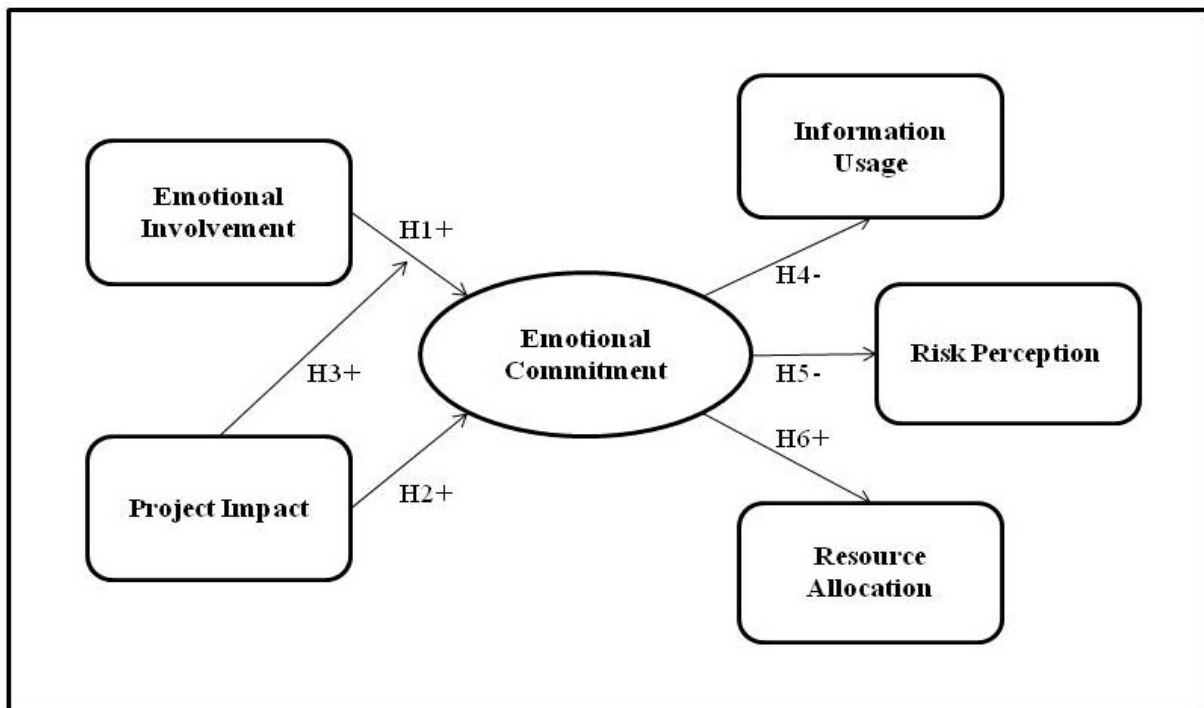 Emotional
Involvement
H1+
H3+
Project Impact
H2+
Emotional
Commitment
Information
Usage
H4-
H5-
Risk Perception
H6+
Resource
Allocation